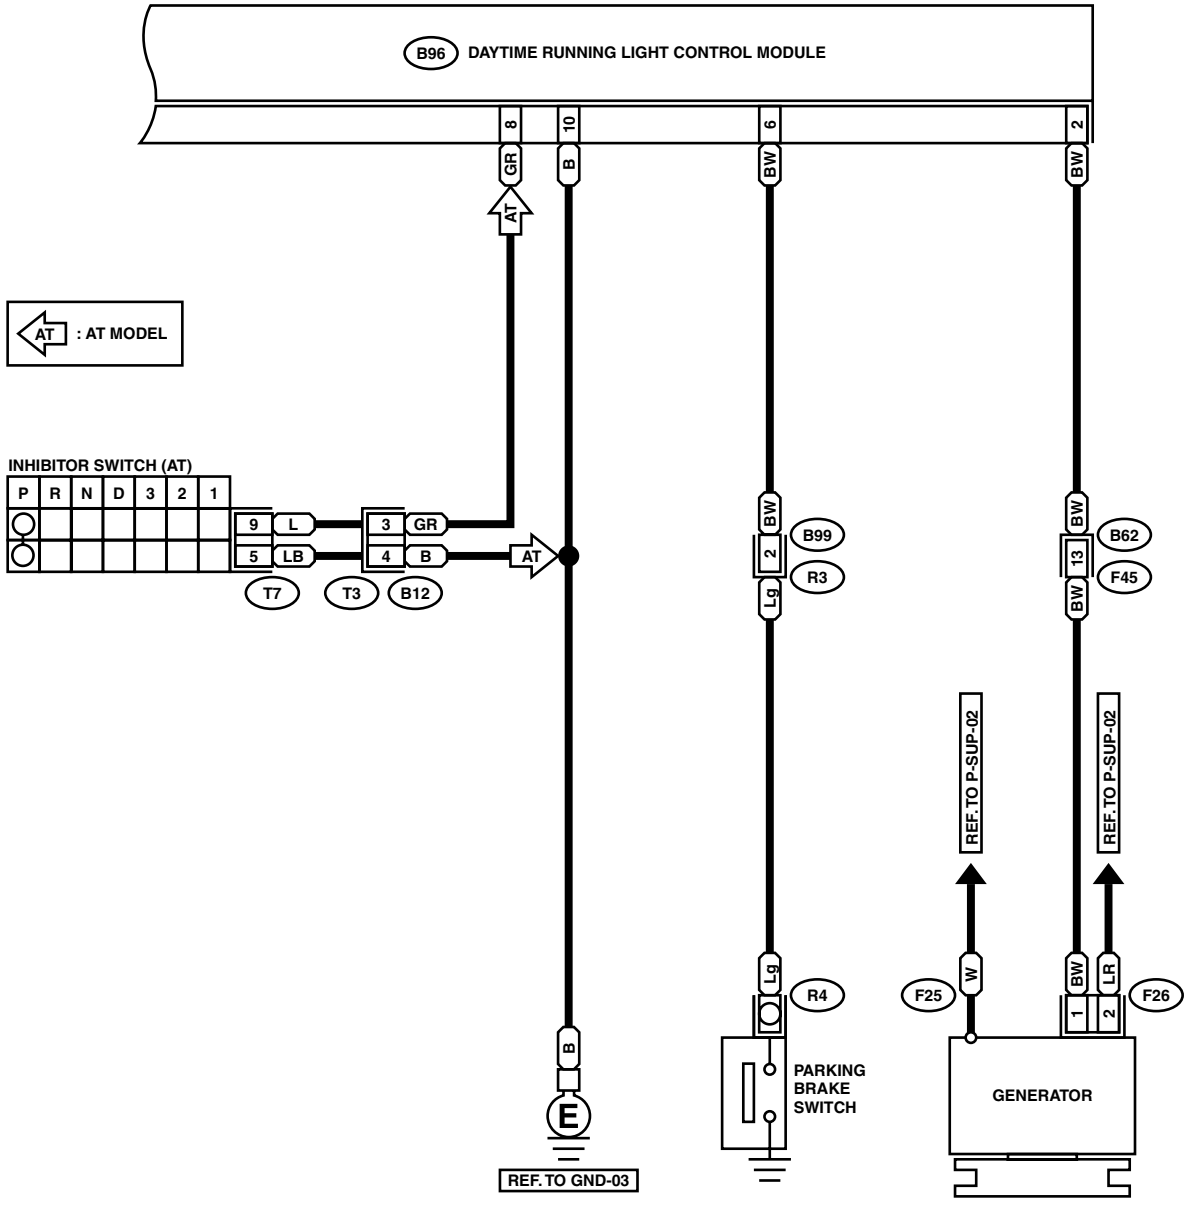 B96 DAYTIME RUNNING LIGHT CONTROL MODULE
8 10 6 2
GR B BW BW
AT
AT : AT MODEL
INHIBITOR SWITCH (AT)
P R N D 3 2 1
9 L 3 GR
5 LB 4 B AT
T7 T3 B12
BW BW
B99 B62
2 13
R3 F45
Lg BW
REF. TO P-SUP-02 REF. TO P-SUP-02
Lg W BW LR
R4 F25 F26
1 2
B
E
REF. TO GND-03
PARKING
BRAKE
SWITCH
GENERATOR